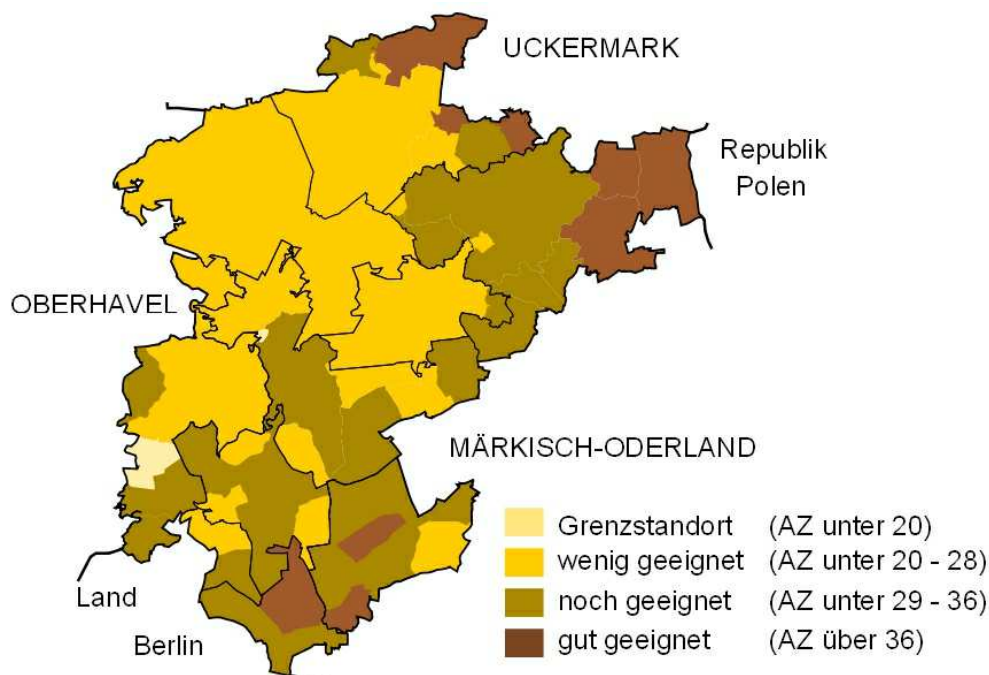 UCKERMARK
Republik
Polen
OBERHAVEL
MÄRKISCH-ODERLAND
Grenzstandort (AZ unter 20)
wenig geeignet (AZ unter 20 - 28)
noch geeignet (AZ unter 29 - 36)
gut geeignet (AZ über 36)
Land
Berlin